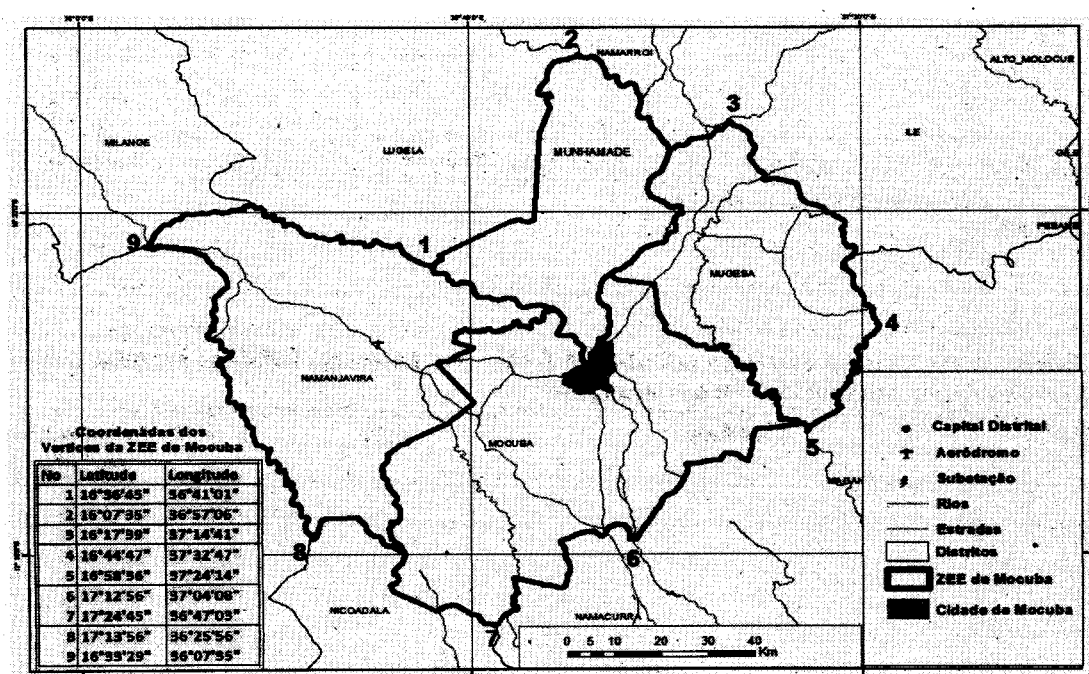 2
NAMARROI
ALTO_MOLOCUE
3
MILANGE
LUGELA
MUNHAMADE
ILE
9
1
MUGEBA
4
NAMANJAVIRA
MOCUBA
5
8
6
NICOADALA
NAMACURRA
7
Coordenadas dos
Vertices da ZEE de Mocuba
No Latitude Longitude
1 16°36'45" 36°41'01"
2 16°07'35" 36°57'06"
3 16°17'39" 37°14'41"
4 16°44'47" 37°32'47"
5 16°58'36" 37°24'14"
6 17°12'56" 37°04'08"
7 17°24'45" 36°47'03"
8 17°13'56" 36°25'56"
9 16°35'29" 36°07'35"
Capital Distrital
Aeródromo
Substação
Rios
Estradas
Distritos
ZEE de Mocuba
Cidade de Mocuba
0 5 10 20 30 40
Km